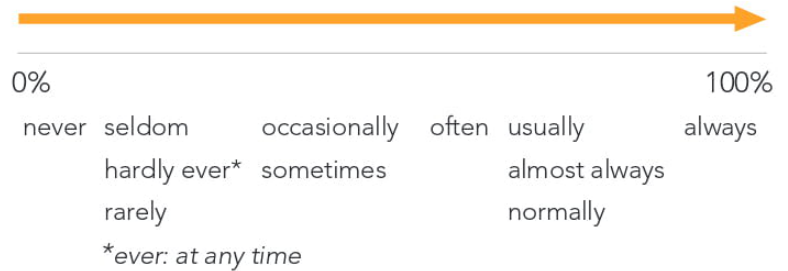 0% 100%
never seldom occasionally often usually always
hardly ever* sometimes almost always
rarely normally
*ever: at any time